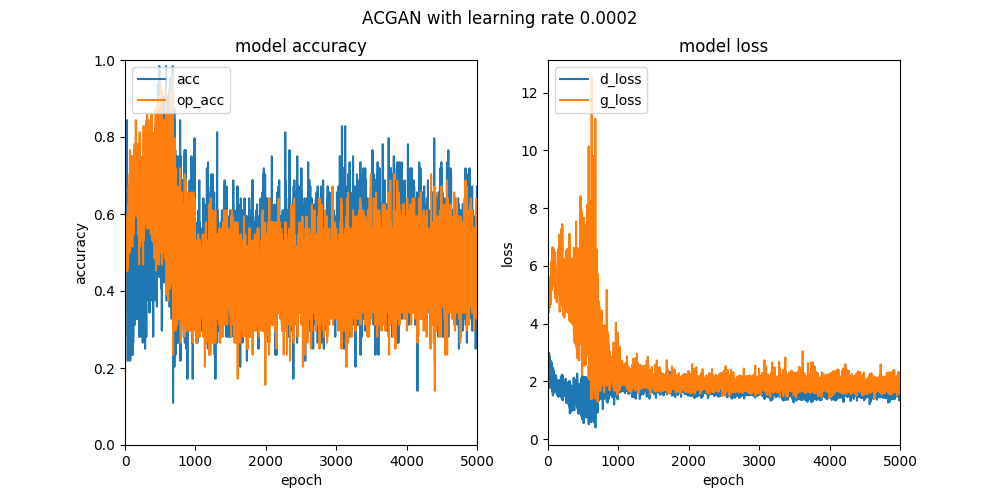 ACGAN with learning rate 0.0002
model accuracy
acc
op_acc
accuracy
1.0
0.8
0.6
0.4
0.2
0.0
0 1000 2000 3000 4000 5000
epoch
model loss
d_loss
g_loss
loss
12
10
8
6
4
2
0
0 1000 2000 3000 4000 5000
epoch